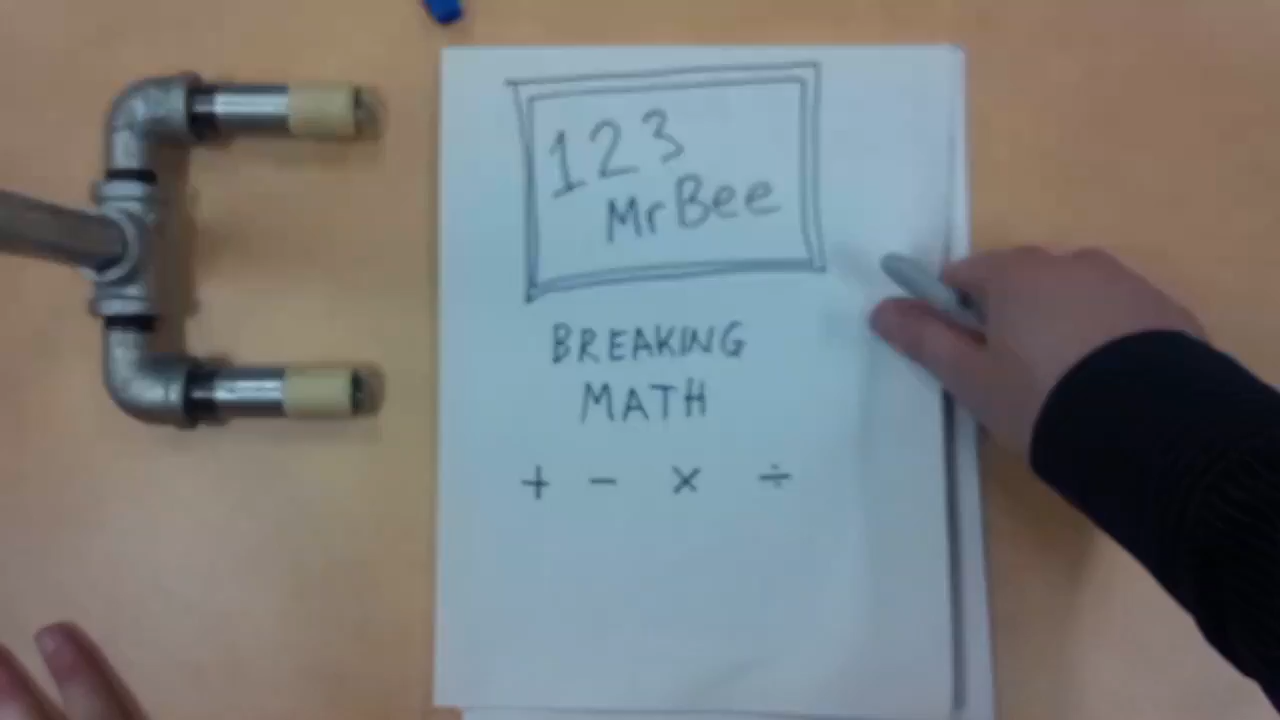 123
MrBee
BREAKING
MATH
+ - × ÷